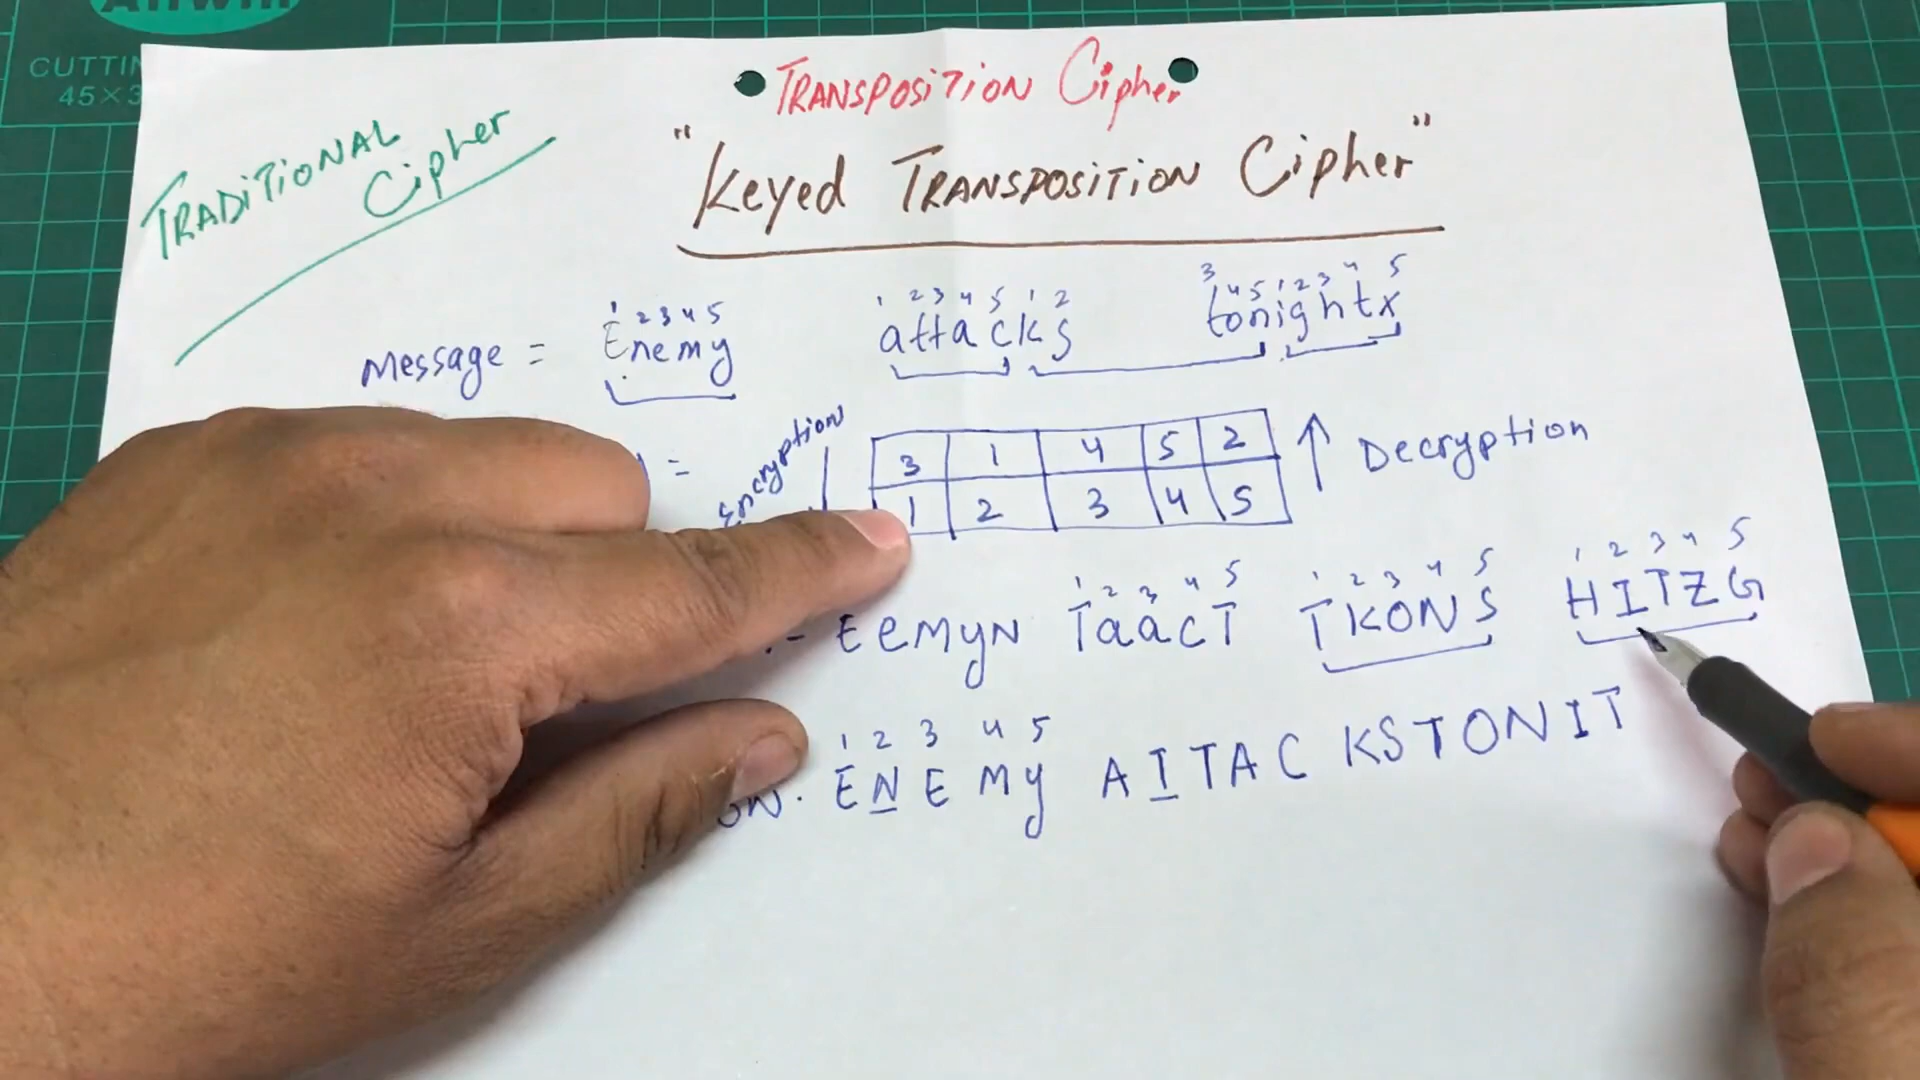 CUTTIN
45×3
TRANSPOSITION Cipher
TRADITIONAL Cipher
"Keyed TRANSPOSITION Cipher"
1 2 3 4 5 1 2 3 4 5 1 2 3 4 5 1 2 3 4 5
Message = Enemy attacks tonightx
=
Encryption
3 1 4 5 2
1 2 3 4 5
Decryption
1 2 3 4 5 1 2 3 4 5 1 2 3 4 5
:- EEMYN TaacT TKONS HITZG
1 2 3 4 5
ON. ENEMY AITAC KSTONIT